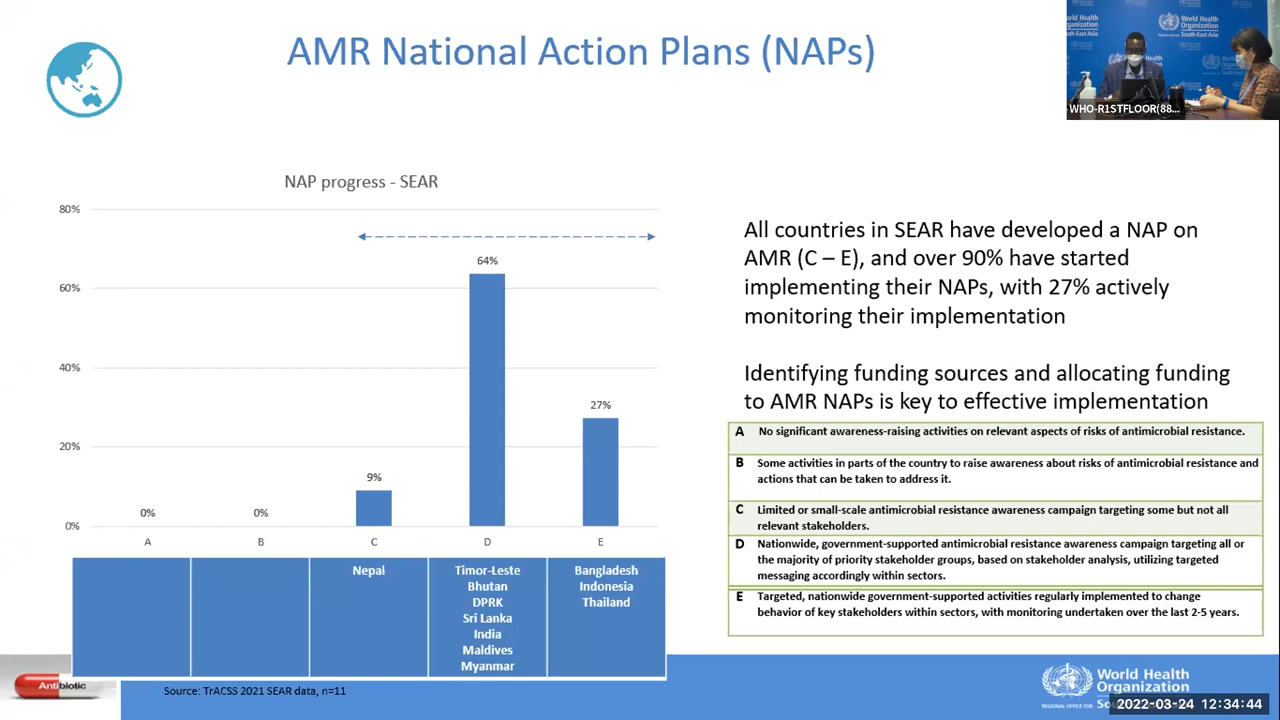 AMR National Action Plans (NAPs)
World Health
Organization
South-East Asia
WHO-R1STFLOOR(88...
NAP progress - SEAR
80%
60%
40%
20%
0%
0%
0%
9%
64%
27%
A
B
C
D
E
Nepal
Timor-Leste
Bhutan
DPRK
Sri Lanka
India
Maldives
Myanmar
Bangladesh
Indonesia
Thailand
All countries in SEAR have developed a NAP on
AMR (C – E), and over 90% have started
implementing their NAPs, with 27% actively
monitoring their implementation
Identifying funding sources and allocating funding
to AMR NAPs is key to effective implementation
A No significant awareness-raising activities on relevant aspects of risks of antimicrobial resistance.
B Some activities in parts of the country to raise awareness about risks of antimicrobial resistance and
actions that can be taken to address it.
C Limited or small-scale antimicrobial resistance awareness campaign targeting some but not all
relevant stakeholders.
D Nationwide, government-supported antimicrobial resistance awareness campaign targeting all or
the majority of priority stakeholder groups, based on stakeholder analysis, utilizing targeted
messaging accordingly within sectors.
E Targeted, nationwide government-supported activities regularly implemented to change
behavior of key stakeholders within sectors, with monitoring undertaken over the last 2-5 years.
Antibiotic
Source: TrACSS 2021 SEAR data, n=11
World Health
Organization
REGIONAL OFFICE FOR
2022-03-24 12:34:44